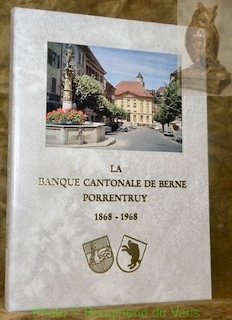 LA
BANQUE CANTONALE DE BERNE
PORRENTRUY
1868 - 1968
Photo © Bouquinerie du Varis